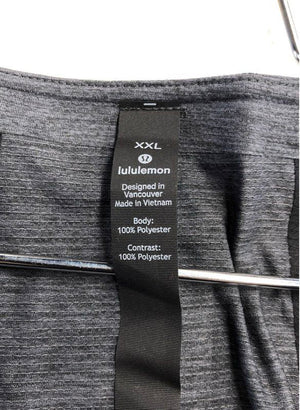 XXL
lululemon
Designed in
Vancouver
Made in Vietnam
Body:
100% Polyester
Contrast:
100% Polyester